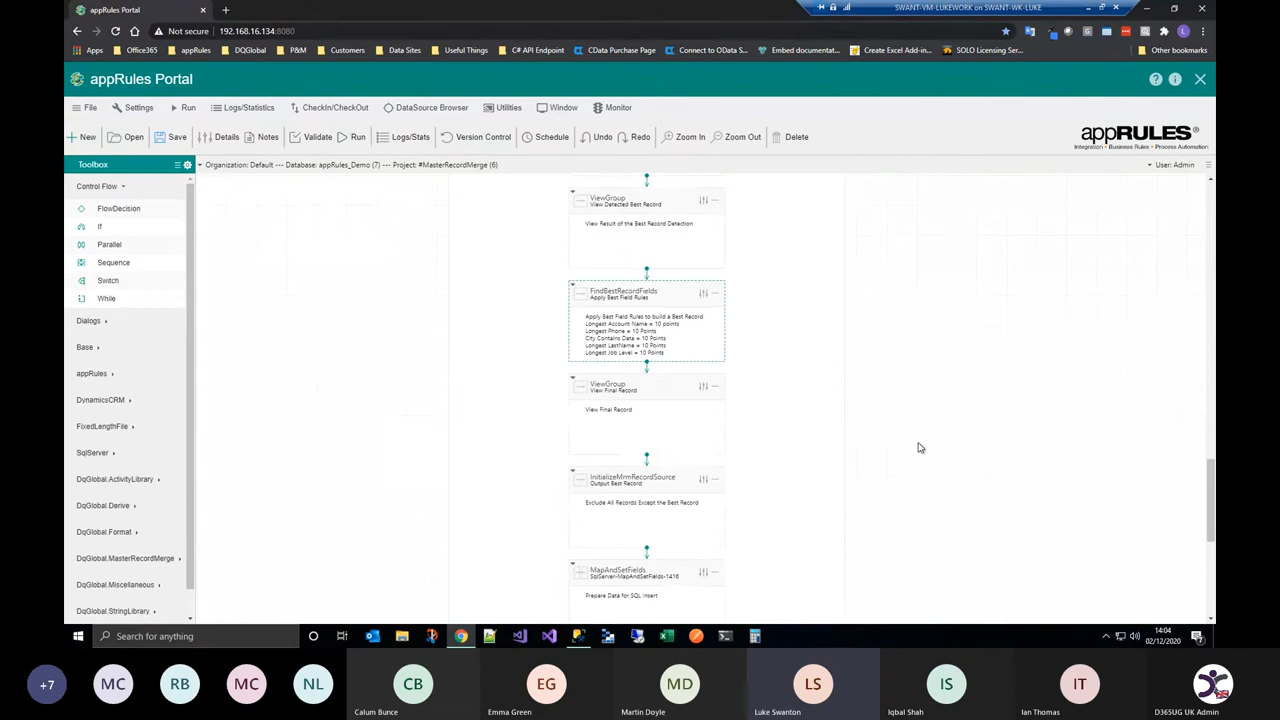 appRules Portal
SWANT-VM-LUKEWORK on SWANT-WK-LUKE
Not secure 192.168.16.134:8080
Apps Office365 appRules DQGlobal P&M Customers Data Sites Useful Things C# API Endpoint CData Purchase Page Connect to OData S... Embed documentat... Create Excel Add-in... SOLO Licensing Ser... Other bookmarks
appRules Portal
File Settings Run Logs/Statistics CheckIn/CheckOut DataSource Browser Utilities Window Monitor
New Open Save Details Notes Validate Run Logs/Stats Version Control Schedule Undo Redo Zoom In Zoom Out Delete
appRULES®
Integration • Business Rules • Process Automation
Toolbox
Organization: Default --- Database: appRules_Demo (7) --- Project: #MasterRecordMerge (6)
User: Admin
Control Flow
FlowDecision
If
Parallel
Sequence
Switch
While
Dialogs
Base
appRules
DynamicsCRM
FixedLengthFile
SqlServer
DqGlobal.ActivityLibrary
DqGlobal.Derive
DqGlobal.Format
DqGlobal.MasterRecordMerge
DqGlobal.Miscellaneous
DqGlobal.StringLibrary
ViewGroup
View Detected Best Record
View Result of the Best Record Detection
FindBestRecordFields
Apply Best Field Rules
Apply Best Field Rules to build a Best Record
Longest Account Name = 10 points
Longest Phone = 10 Points
City Contains Data = 10 Points
Longest LastName = 10 Points
Longest Job Level = 10 Points
ViewGroup
View Final Record
View Final Record
InitializeMrmRecordSource
Output Best Record
Exclude All Records Except the Best Record
MapAndSetFields
SqlServer-MapAndSetFields-1416
Prepare Data for SQL Insert
Search for anything
14:04
02/12/2020
+7 MC RB MC NL CB EG MD LS IS IT
Calum Bunce Emma Green Martin Doyle Luke Swanton Iqbal Shah Ian Thomas D365UG UK Admin